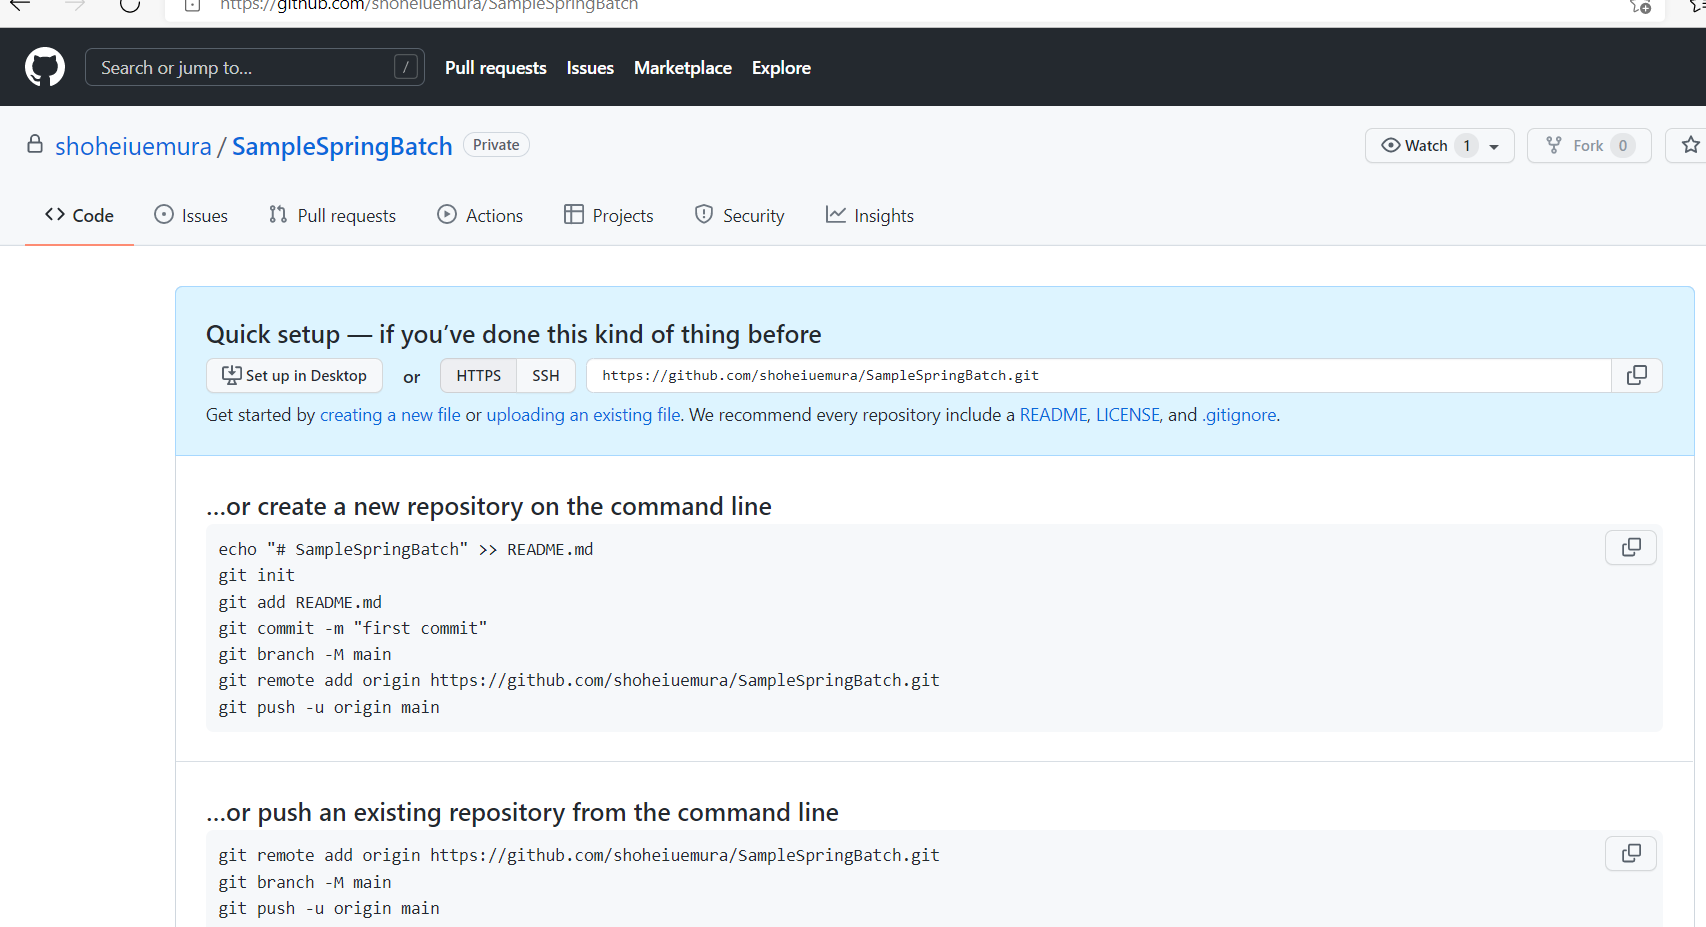 https://github.com/shoheiuemura/SampleSpringBatch
Search or jump to... / Pull requests Issues Marketplace Explore
shoheiuemura / SampleSpringBatch Private Watch 1 Fork 0
Code Issues Pull requests Actions Projects Security Insights
Quick setup — if you’ve done this kind of thing before
Set up in Desktop or HTTPS SSH https://github.com/shoheiuemura/SampleSpringBatch.git
Get started by creating a new file or uploading an existing file. We recommend every repository include a README, LICENSE, and .gitignore.
…or create a new repository on the command line
echo "# SampleSpringBatch" >> README.md
git init
git add README.md
git commit -m "first commit"
git branch -M main
git remote add origin https://github.com/shoheiuemura/SampleSpringBatch.git
git push -u origin main
…or push an existing repository from the command line
git remote add origin https://github.com/shoheiuemura/SampleSpringBatch.git
git branch -M main
git push -u origin main